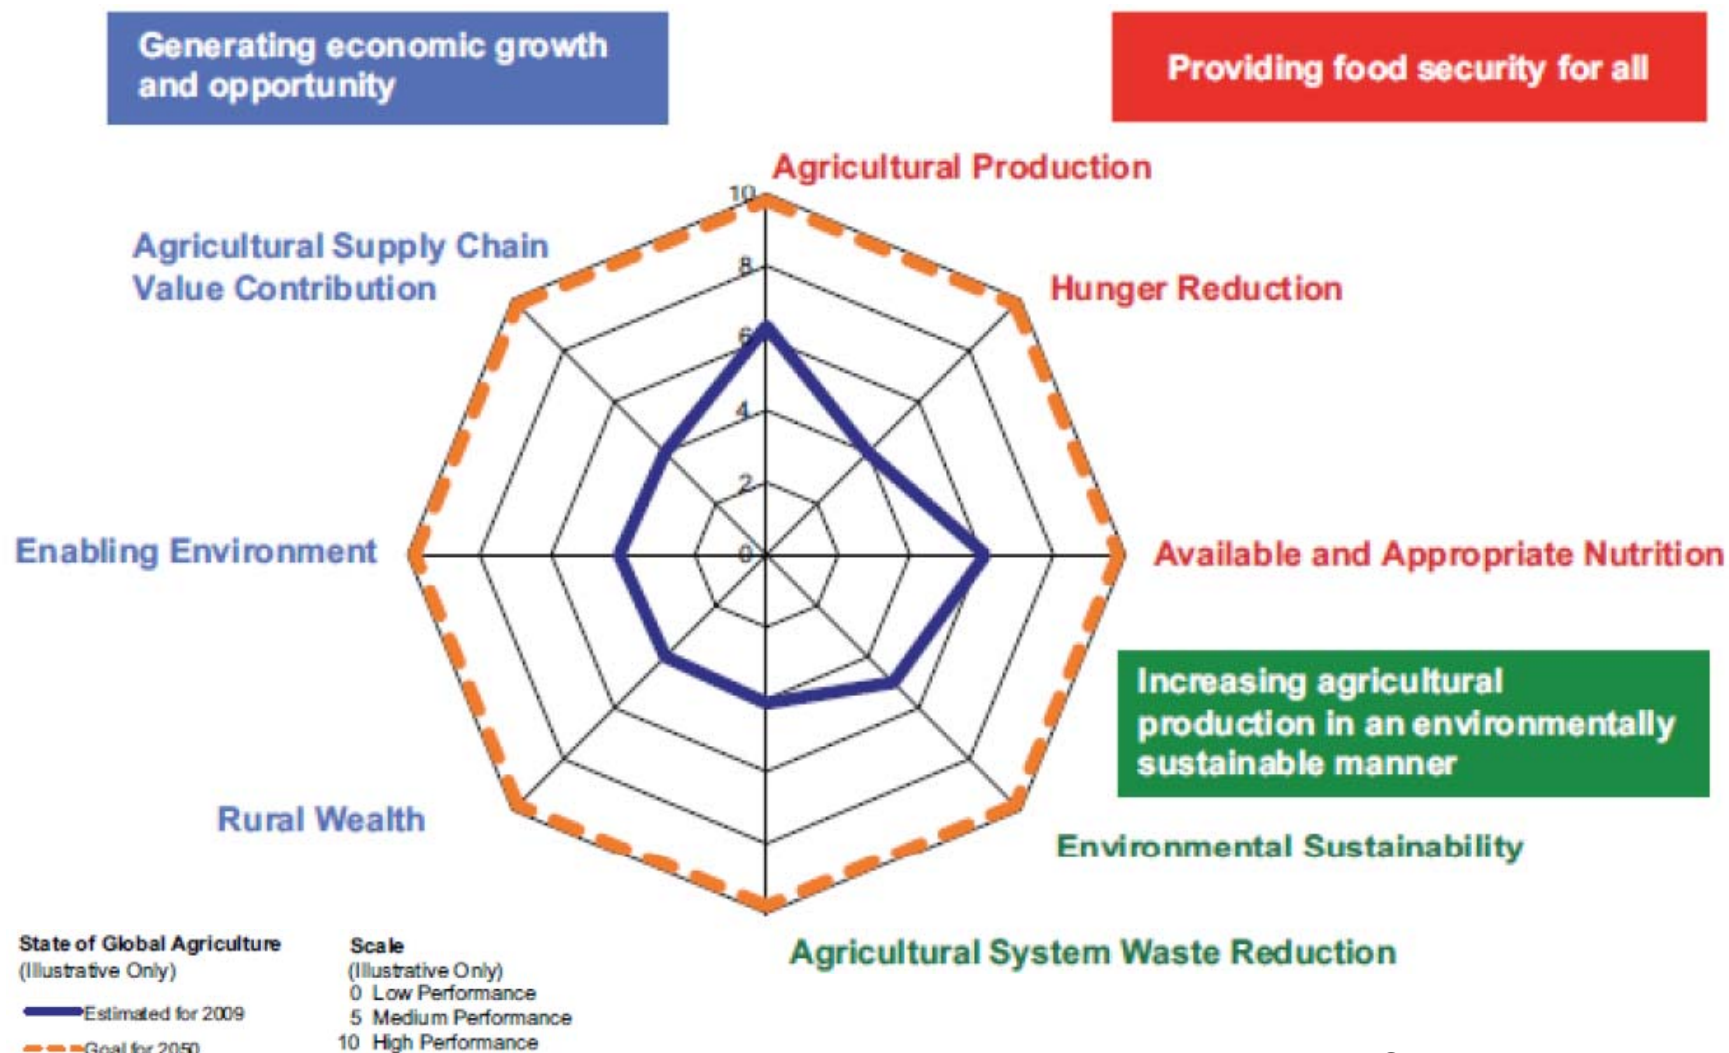 Generating economic growth
and opportunity
Providing food security for all
Agricultural Production
10
Agricultural Supply Chain
Value Contribution
8
Hunger Reduction
6
4
2
Enabling Environment
0
Available and Appropriate Nutrition
Increasing agricultural
production in an environmentally
sustainable manner
Rural Wealth
Environmental Sustainability
Agricultural System Waste Reduction
State of Global Agriculture
(Illustrative Only)
Estimated for 2009
Goal for 2050
Scale
(Illustrative Only)
0 Low Performance
5 Medium Performance
10 High Performance